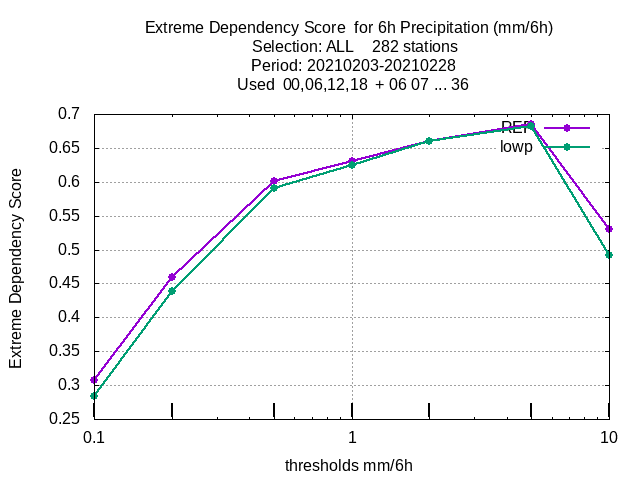 Extreme Dependency Score  for 6h Precipitation (mm/6h)
Selection: ALL    282 stations
Period: 20210203-20210228
Used  00,06,12,18  + 06 07 ... 36
0.7
0.65
0.6
0.55
0.5
0.45
0.4
0.35
0.3
0.25
Extreme Dependency Score
REF
lowp
0.1
1
10
thresholds mm/6h